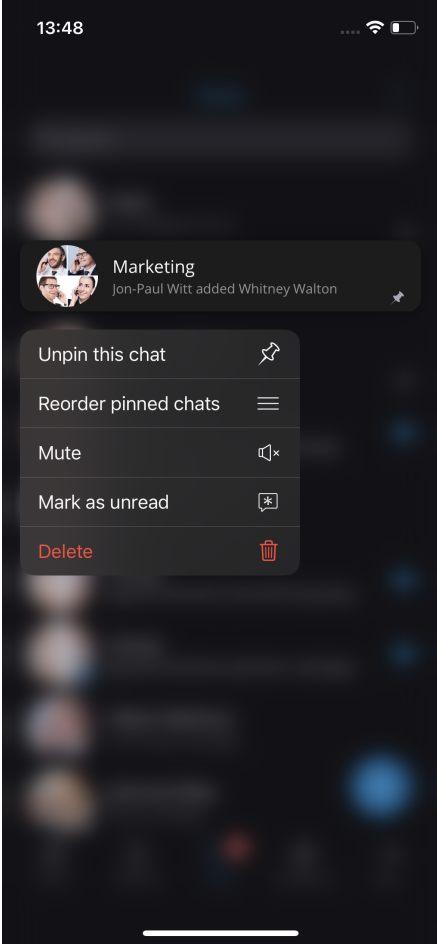 13:48
Marketing
Jon-Paul Witt added Whitney Walton
Unpin this chat
Reorder pinned chats
Mute
Mark as unread
Delete